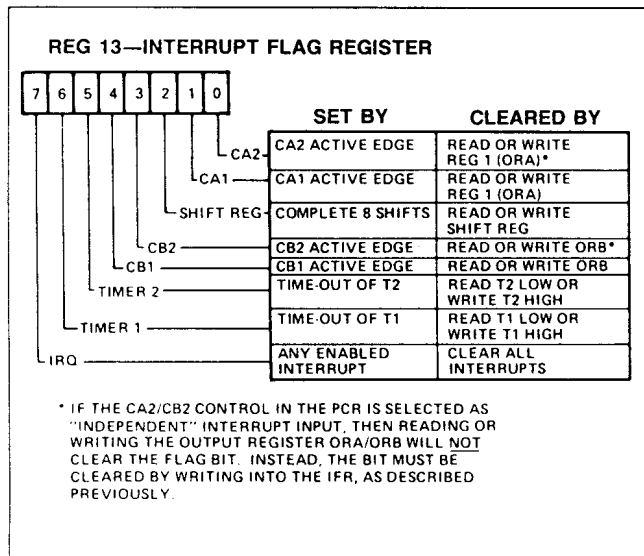 REG 13—INTERRUPT FLAG REGISTER
7 6 5 4 3 2 1 0
SET BY CLEARED BY
CA2 CA2 ACTIVE EDGE READ OR WRITE
REG 1 (ORA)*
CA1 CA1 ACTIVE EDGE READ OR WRITE
REG 1 (ORA)
SHIFT REG COMPLETE 8 SHIFTS READ OR WRITE
SHIFT REG
CB2 CB2 ACTIVE EDGE READ OR WRITE ORB*
CB1 CB1 ACTIVE EDGE READ OR WRITE ORB
TIMER 2 TIME-OUT OF T2 READ T2 LOW OR
WRITE T2 HIGH
TIMER 1 TIME-OUT OF T1 READ T1 LOW OR
WRITE T1 HIGH
IRQ ANY ENABLED CLEAR ALL
INTERRUPT INTERRUPTS
* IF THE CA2/CB2 CONTROL IN THE PCR IS SELECTED AS
"INDEPENDENT" INTERRUPT INPUT, THEN READING OR
WRITING THE OUTPUT REGISTER ORA/ORB WILL NOT
CLEAR THE FLAG BIT. INSTEAD, THE BIT MUST BE
CLEARED BY WRITING INTO THE IFR, AS DESCRIBED
PREVIOUSLY.